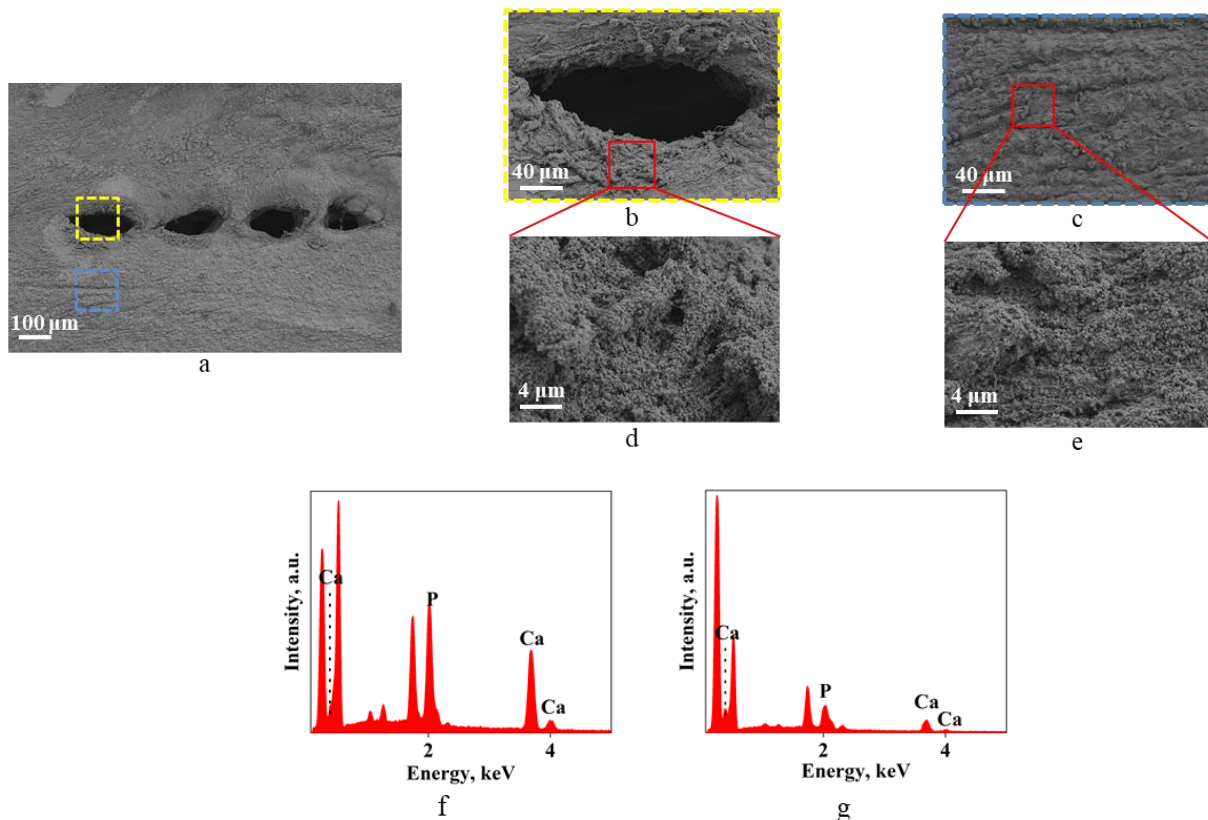 100 µm
a
40 µm
b
40 µm
c
4 µm
d
4 µm
e
Intensity, a.u.
Ca
P
Ca
Ca
2
4
Energy, keV
f
Intensity, a.u.
Ca
P
Ca
Ca
2
4
Energy, keV
g